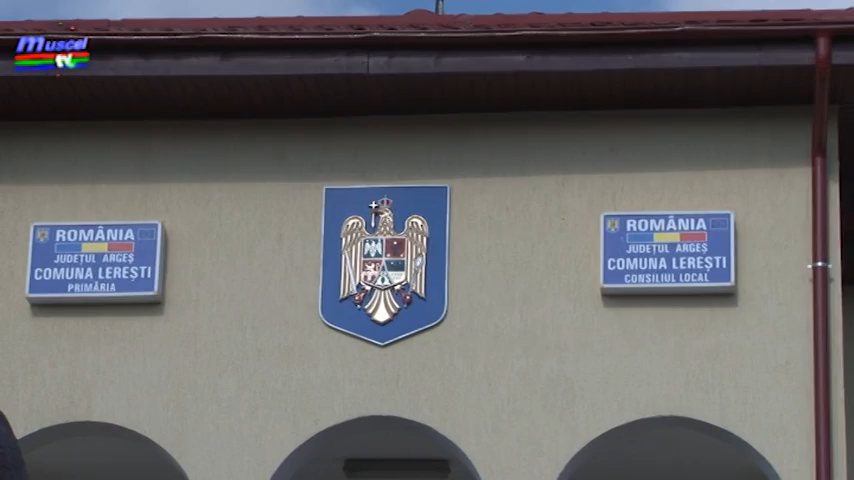 Muscel
tv
ROMÂNIA
JUDEȚUL ARGEȘ
COMUNA LEREȘTI
PRIMĂRIA
ROMÂNIA
JUDEȚUL ARGEȘ
COMUNA LEREȘTI
CONSILIUL LOCAL